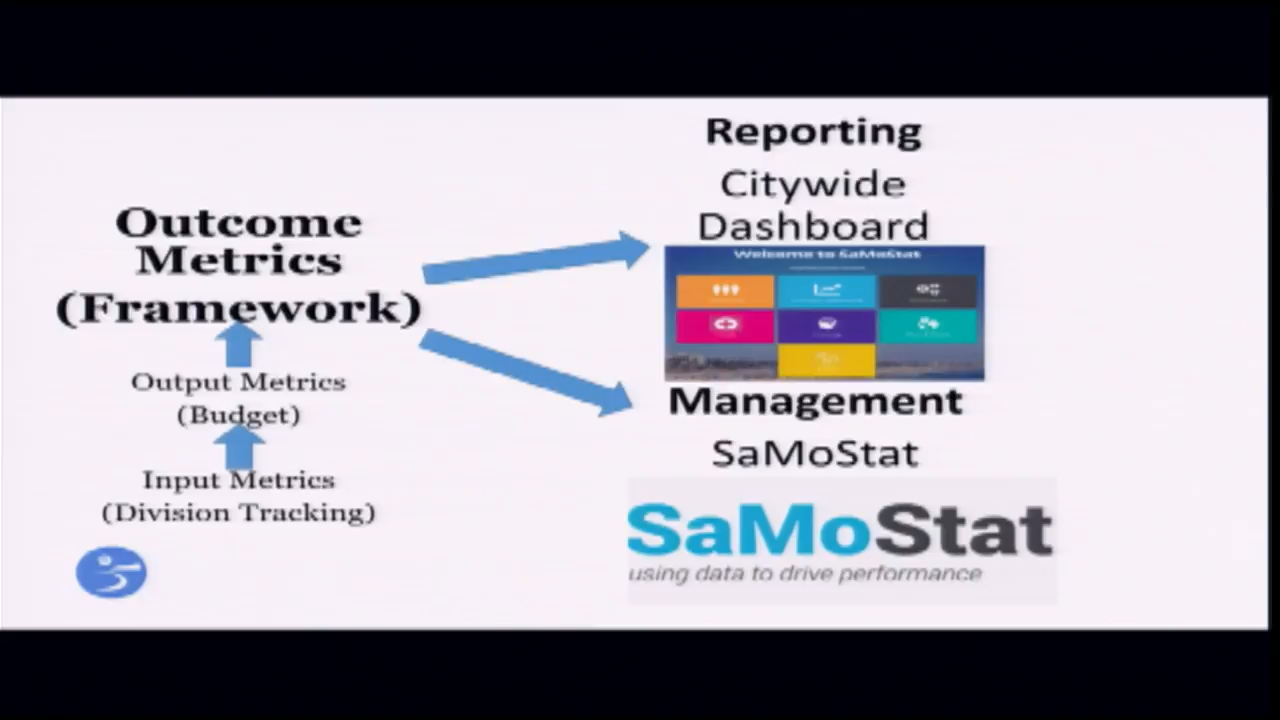 Outcome
Metrics
(Framework)
Output Metrics
(Budget)
Input Metrics
(Division Tracking)
Reporting
Citywide
Dashboard
Welcome to SaMoStat
Management
SaMoStat
SaMoStat
using data to drive performance